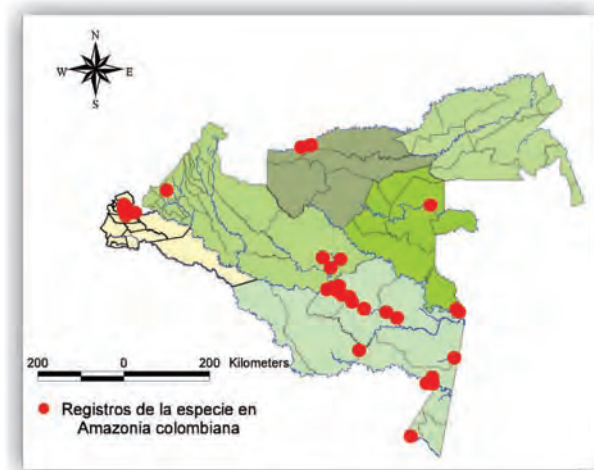 N
W E
S
200 0 200 Kilometers
Registros de la especie en
Amazonia colombiana